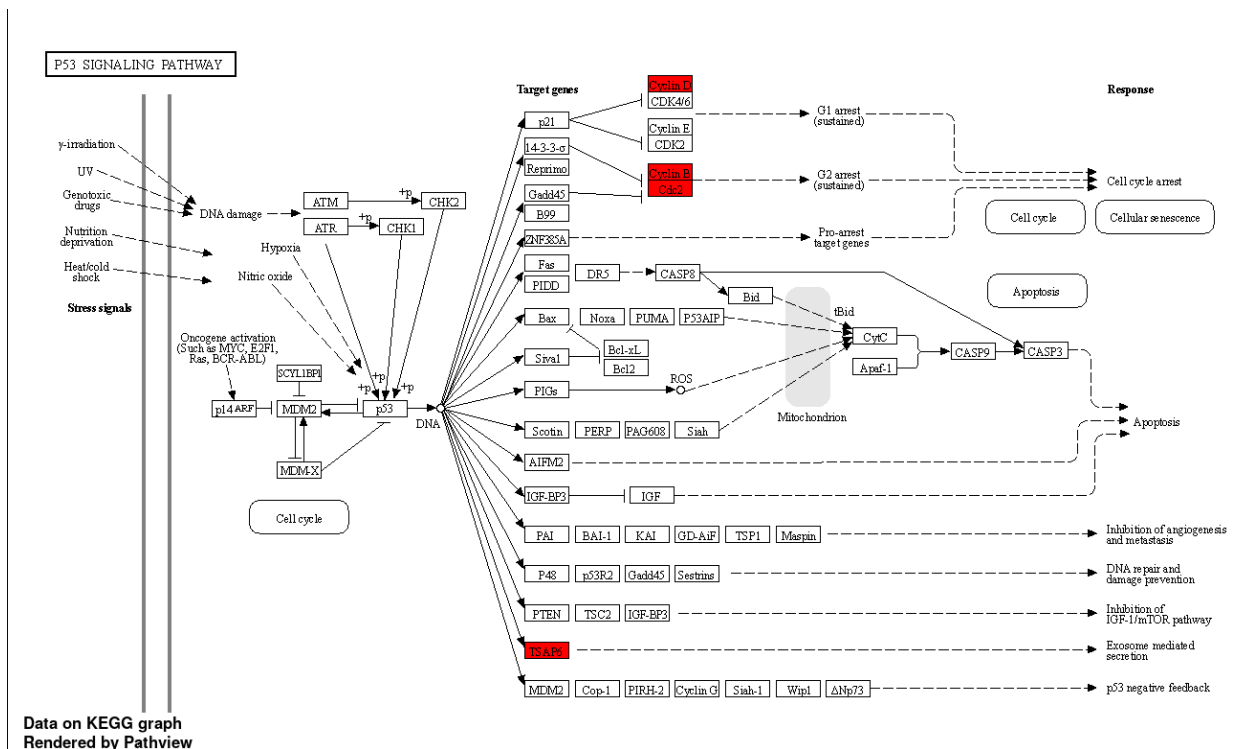 P53 SIGNALING PATHWAY
Target genes
Response
Cyclin D
CDK4/6
p21
G1 arrest
(sustained)
Cyclin E
CDK2
14-3-3-σ
Reprimo
Cyclin B
Cdc2
G2 arrest
(sustained)
Cell cycle arrest
Gadd45
B99
Cell cycle
Cellular senescence
ZNF385A
Pro-arrest
target genes
γ-irradiation
UV
Genotoxic
drugs
DNA damage
Nutrition
deprivation
Heat/cold
shock
Stress signals
ATM
+p
CHK2
ATR
+p
CHK1
Hypoxia
Nitric oxide
Fas
PIDD
DR5
CASP8
Bid
tBid
Apoptosis
Bax
Noxa
PUMA
P53AIP
CytC
Siva1
Bcl-xL
Bcl2
Apaf-1
CASP9
CASP3
PIGs
ROS
Mitochondrion
Oncogene activation
(Such as MYC, E2F1,
Ras, BCR-ABL)
SCYL1BP1
+p
+p
+p
p14ARF
MDM2
p53
DNA
MDM-X
Cell cycle
Scotin
PERP
PAG608
Siah
Apoptosis
AIFM2
IGF-BP3
IGF
PAI
BAI-1
KAI
GD-AiF
TSP1
Maspin
Inhibition of angiogenesis
and metastasis
P48
p53R2
Gadd45
Sestrins
DNA repair and
damage prevention
PTEN
TSC2
IGF-BP3
Inhibition of
IGF-1/mTOR pathway
TSAP6
Exosome mediated
secretion
MDM2
Cop-1
PIRH-2
Cyclin G
Siah-1
Wip1
ΔNp73
p53 negative feedback
Data on KEGG graph
Rendered by Pathview